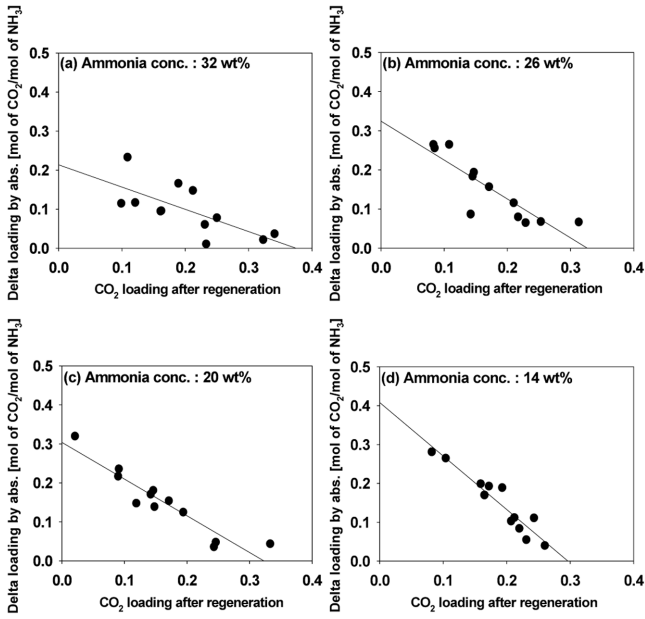 Delta loading by abs. [mol of CO2/mol of NH3]
0.5
0.4
0.3
0.2
0.1
0.0
(a) Ammonia conc. : 32 wt%
0.0 0.1 0.2 0.3 0.4
CO2 loading after regeneration
Delta loading by abs. [mol of CO2/mol of NH3]
0.5
0.4
0.3
0.2
0.1
0.0
(b) Ammonia conc. : 26 wt%
0.0 0.1 0.2 0.3 0.4
CO2 loading after regeneration
Delta loading by abs. [mol of CO2/mol of NH3]
0.5
0.4
0.3
0.2
0.1
0.0
(c) Ammonia conc. : 20 wt%
0.0 0.1 0.2 0.3 0.4
CO2 loading after regeneration
Delta loading by abs. [mol of CO2/mol of NH3]
0.5
0.4
0.3
0.2
0.1
0.0
(d) Ammonia conc. : 14 wt%
0.0 0.1 0.2 0.3 0.4
CO2 loading after regeneration